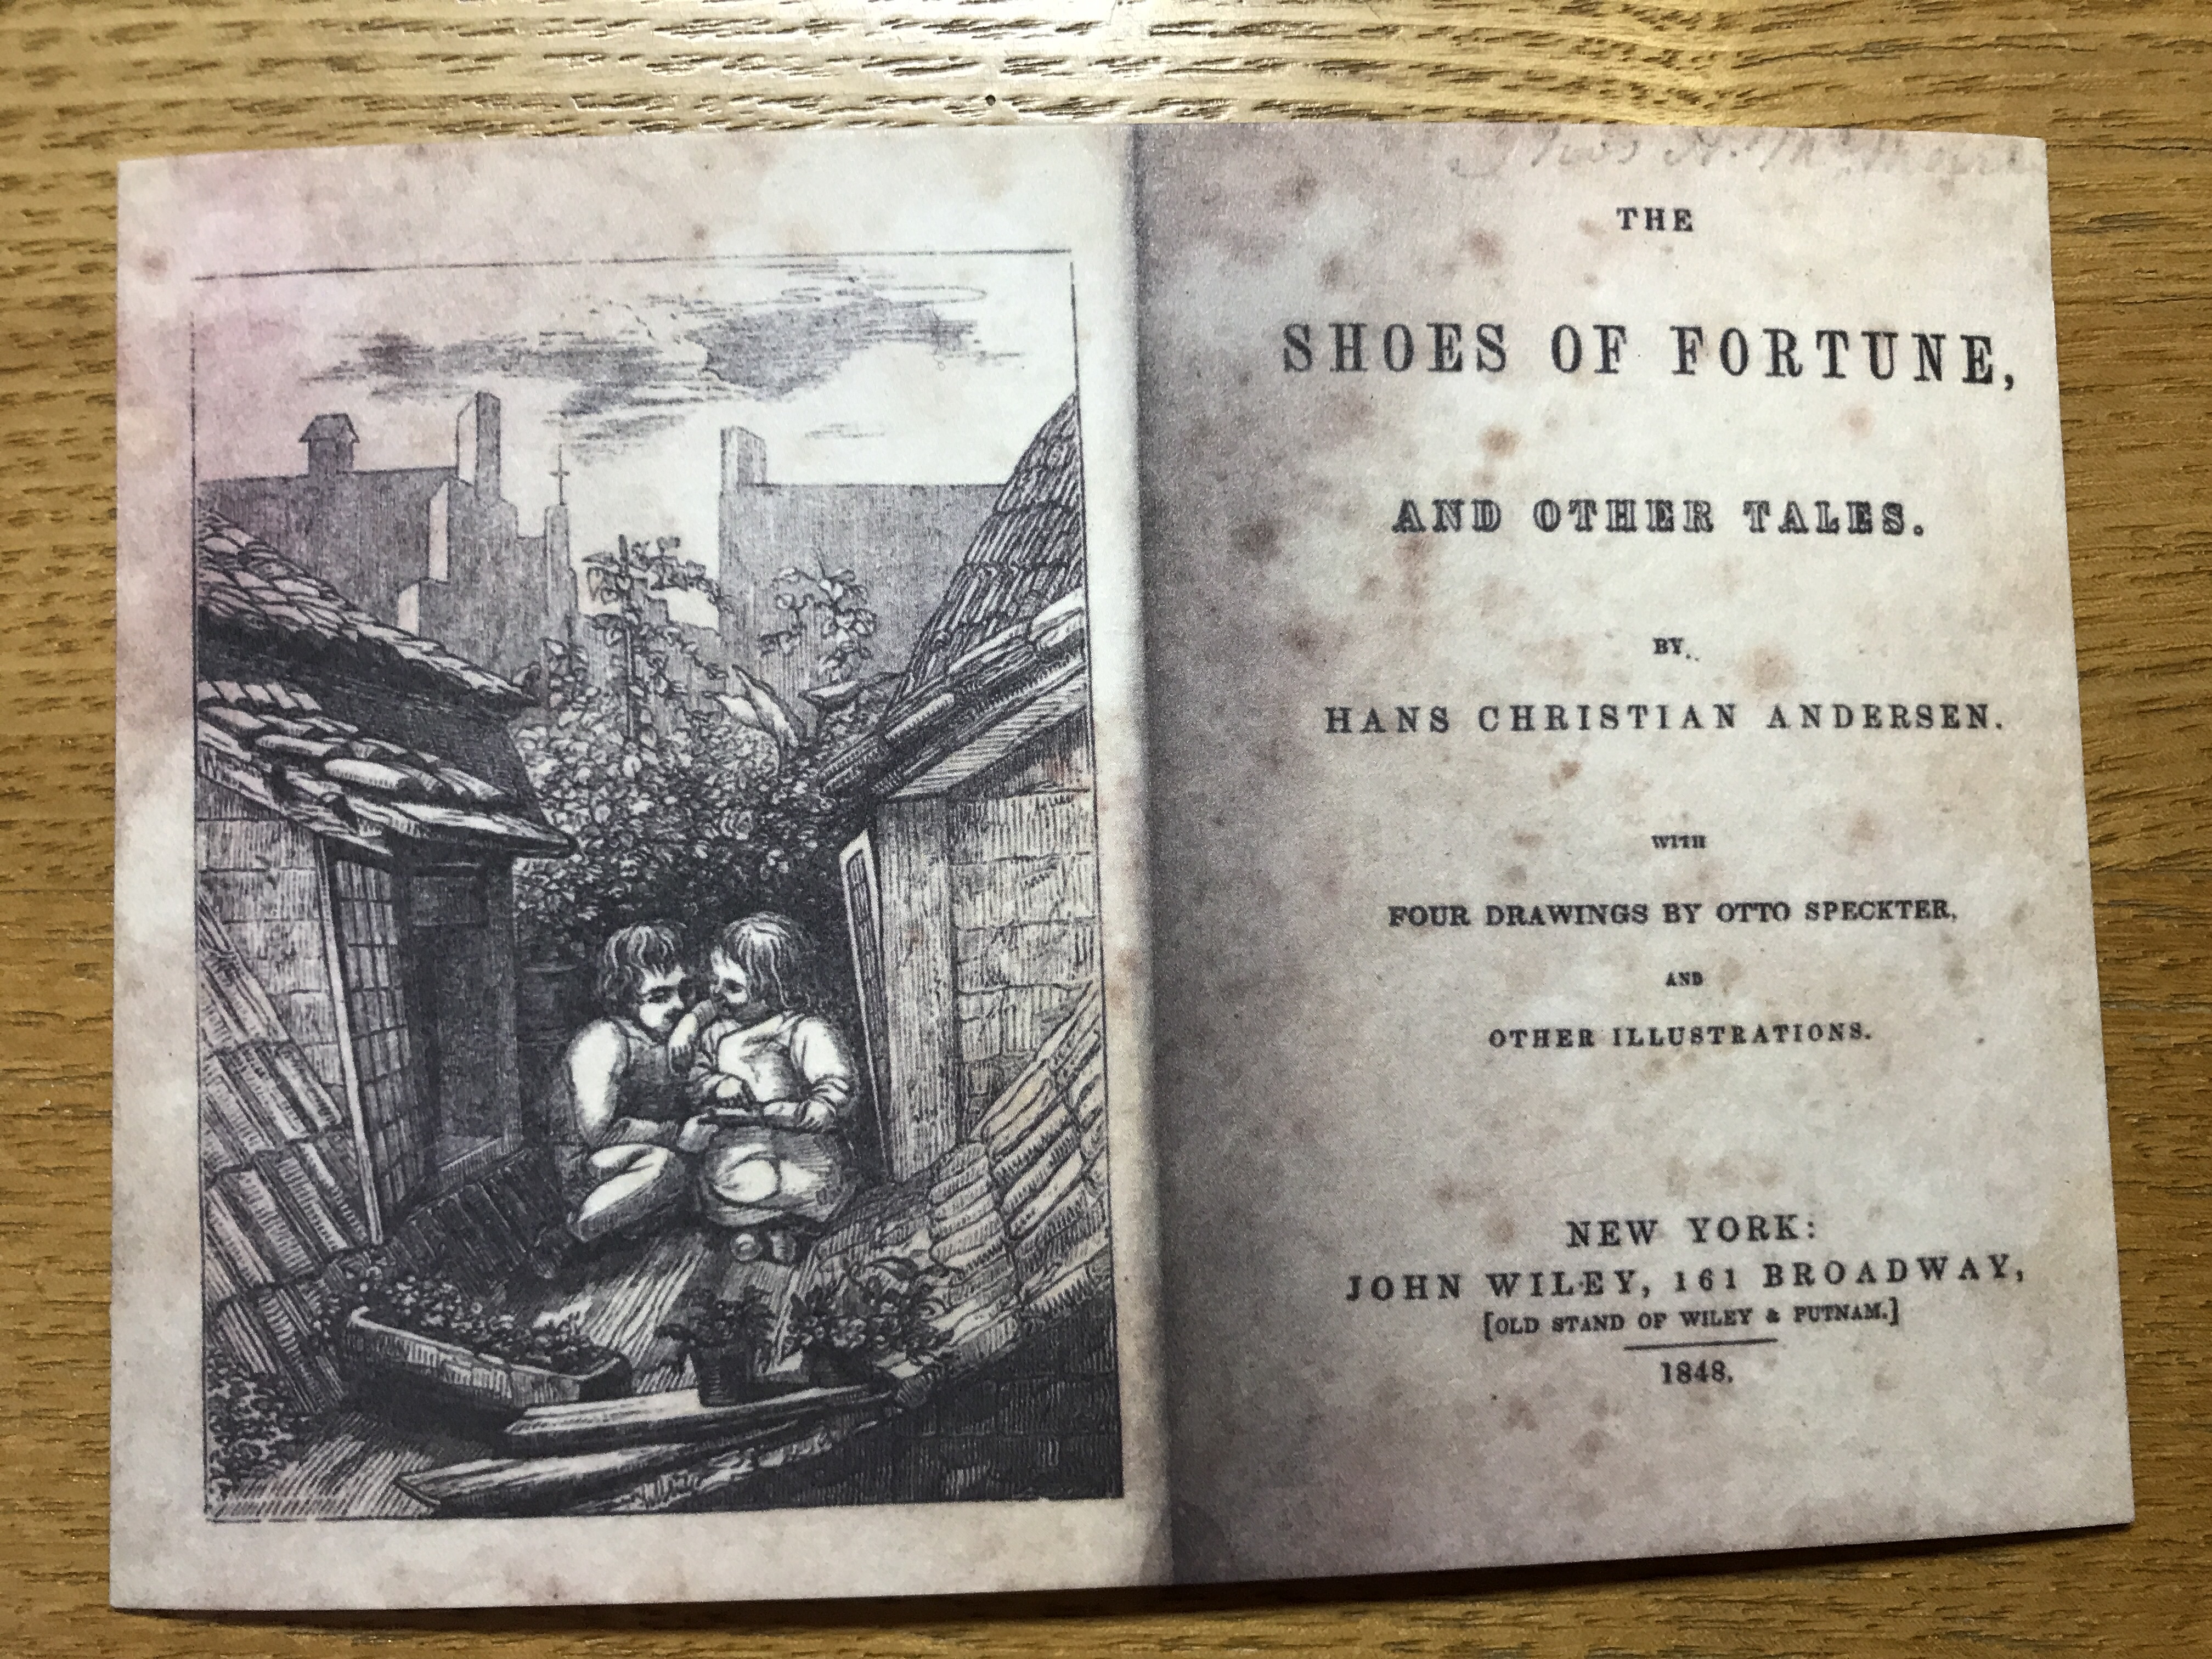 THE
SHOES OF FORTUNE,
AND OTHER TALES.
BY
HANS CHRISTIAN ANDERSEN.
WITH
FOUR DRAWINGS BY OTTO SPECKTER,
AND
OTHER ILLUSTRATIONS.
NEW YORK:
JOHN WILEY, 161 BROADWAY,
[OLD STAND OF WILEY & PUTNAM.]
1848.